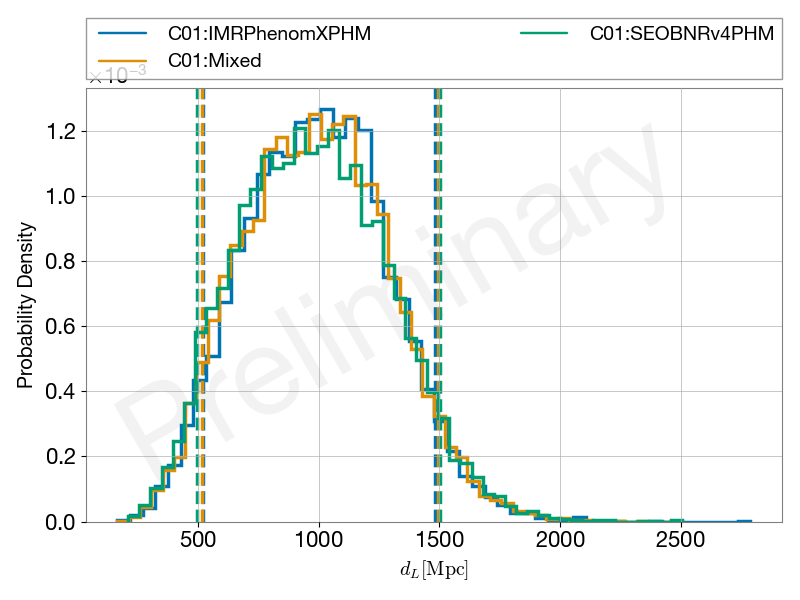 C01:IMRPhenomXPHM
C01:SEOBNRv4PHM
C01:Mixed
×10⁻³
1.2
1.0
0.8
0.6
0.4
0.2
0.0
500
1000
1500
2000
2500
Probability Density
d_L[Mpc]
Preliminary